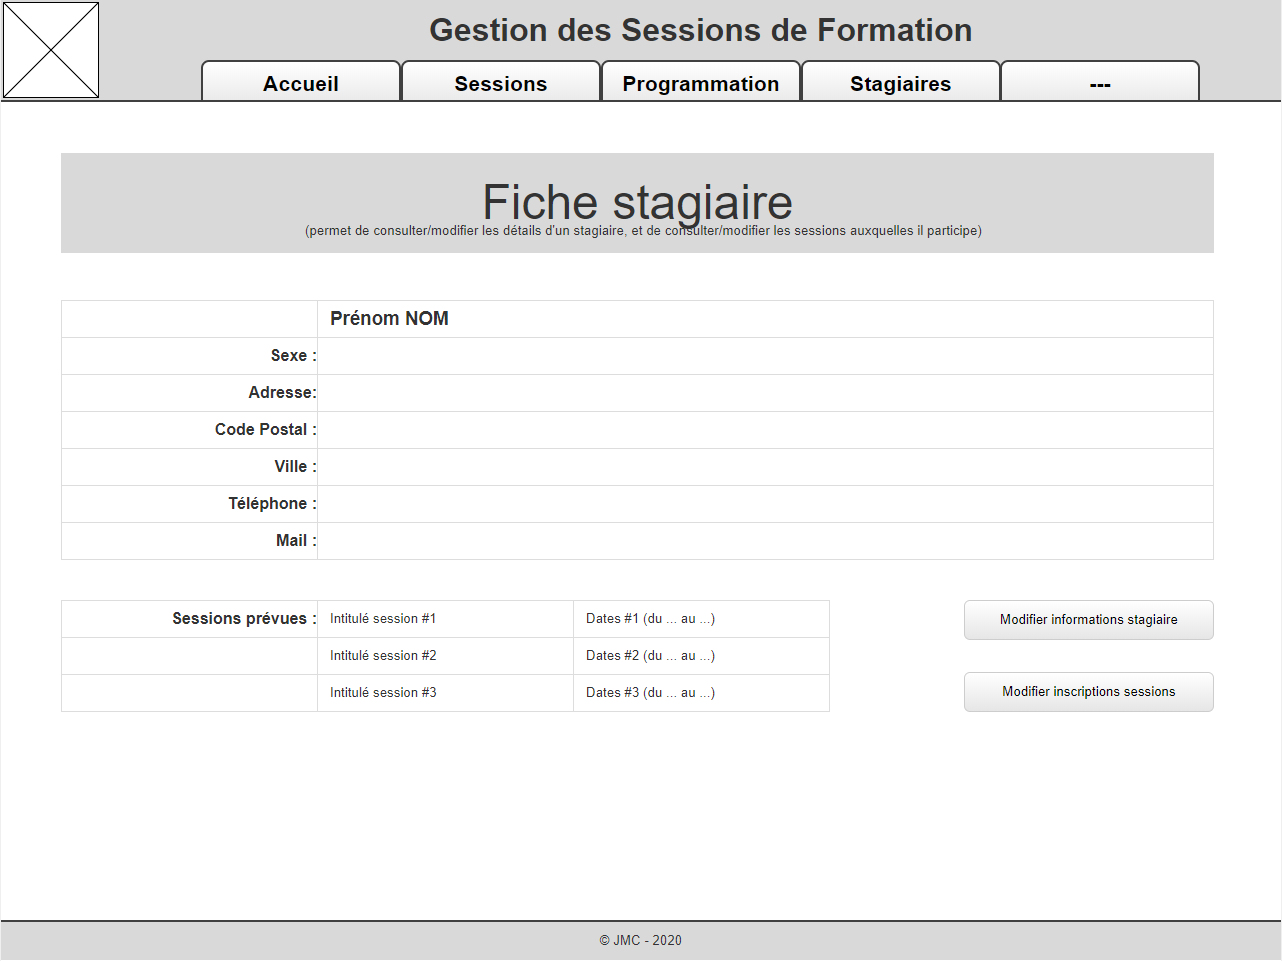 Gestion des Sessions de Formation
Accueil Sessions Programmation Stagiaires ---
Fiche stagiaire
(permet de consulter/modifier les détails d'un stagiaire, et de consulter/modifier les sessions auxquelles il participe)
Prénom NOM
Sexe :
Adresse:
Code Postal :
Ville :
Téléphone :
Mail :
Sessions prévues : Intitulé session #1 Dates #1 (du ... au ...) Modifier informations stagiaire
Intitulé session #2 Dates #2 (du ... au ...)
Intitulé session #3 Dates #3 (du ... au ...) Modifier inscriptions sessions
© JMC - 2020